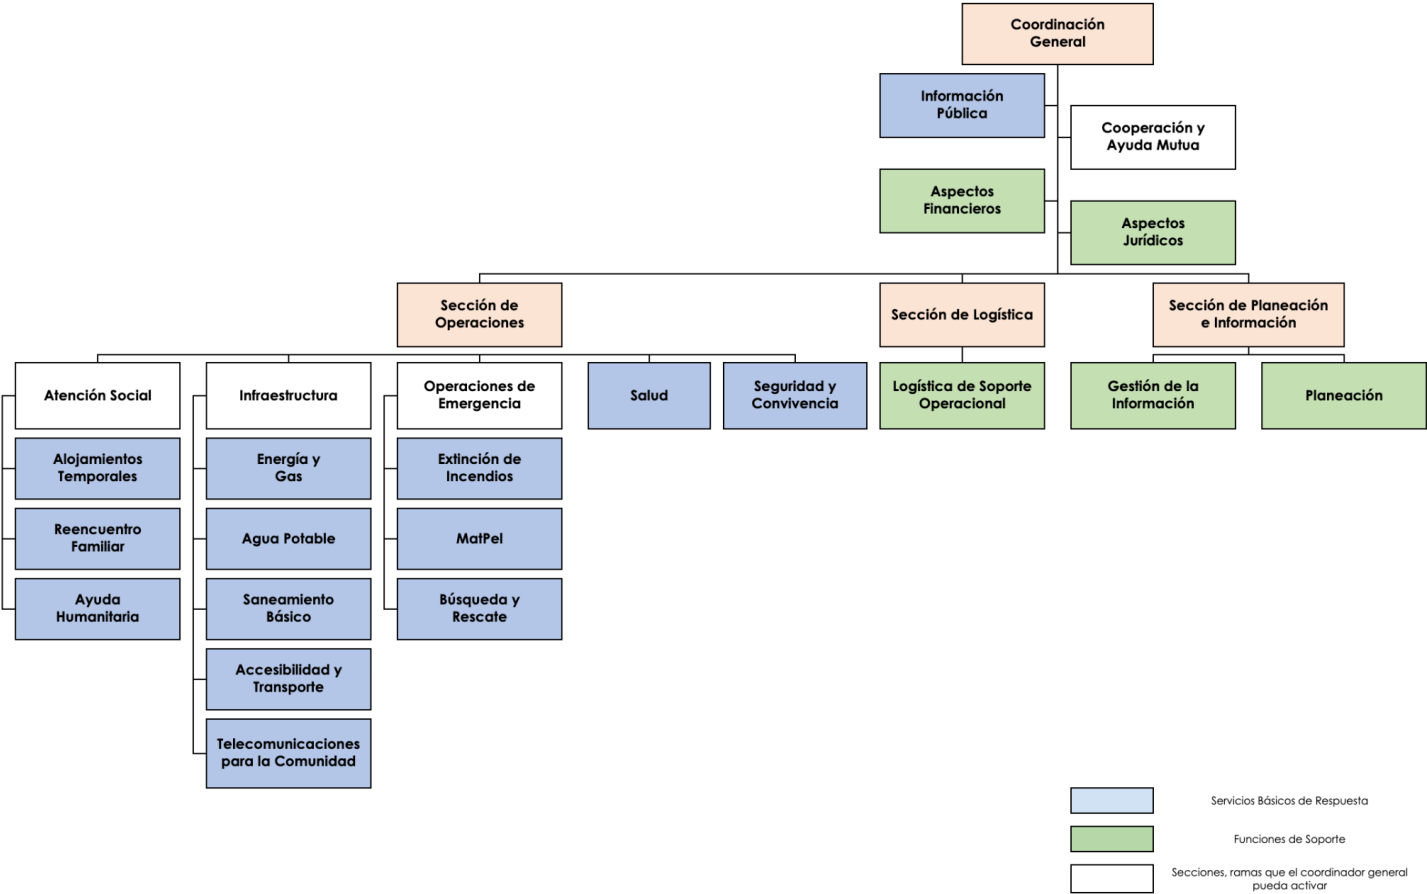 Coordinación
General
Información
Pública
Cooperación y
Ayuda Mutua
Aspectos
Financieros
Aspectos
Jurídicos
Sección de
Operaciones
Sección de Logística
Sección de Planeación
e Información
Atención Social
Infraestructura
Operaciones de
Emergencia
Salud
Seguridad y
Convivencia
Logística de Soporte
Operacional
Gestión de la
Información
Planeación
Alojamientos
Temporales
Energía y
Gas
Extinción de
Incendios
Reencuentro
Familiar
Agua Potable
MatPel
Ayuda
Humanitaria
Saneamiento
Básico
Búsqueda y
Rescate
Accesibilidad y
Transporte
Telecomunicaciones
para la Comunidad
Servicios Básicos de Respuesta
Funciones de Soporte
Secciones, ramas que el coordinador general
pueda activar